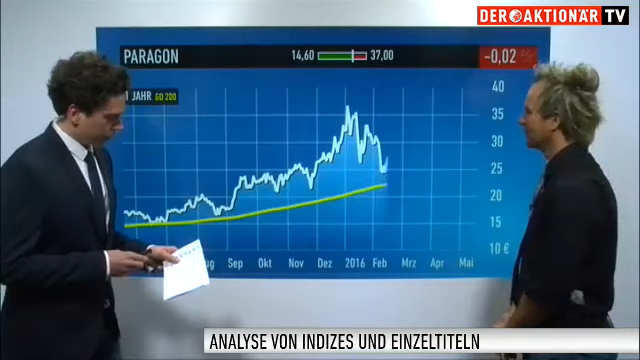 DER AKTIONÄR TV
PARAGON
14,60 37,00
-0,02
1 JAHR GD 200
40
35
30
25
20
15
10 €
Sep Okt Nov Dez 2016 Feb Mrz Apr Mai
ANALYSE VON INDIZES UND EINZELTITELN